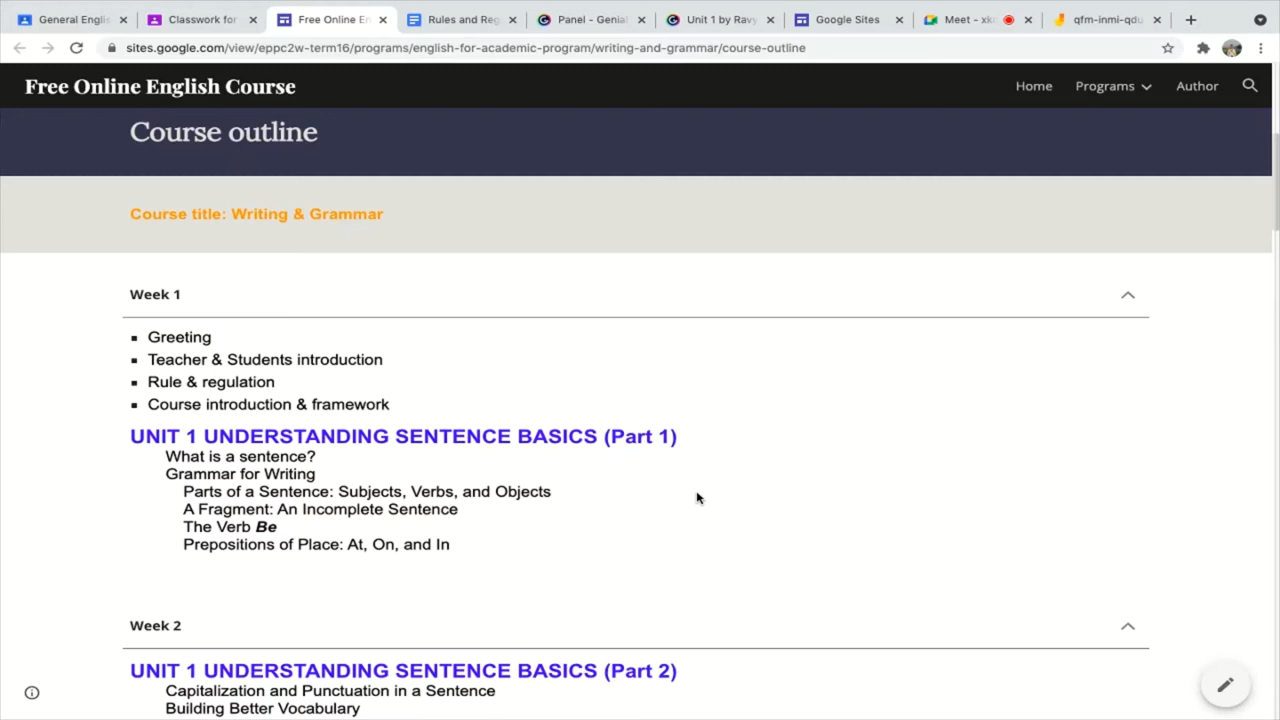 General Englis
Classwork for
Free Online En
Rules and Reg
Panel - Genial
Unit 1 by Ravy
Google Sites
Meet - xk
qfm-inmi-qdu
sites.google.com/view/eppc2w-term16/programs/english-for-academic-program/writing-and-grammar/course-outline
Free Online English Course
Home
Programs
Author
Course outline
Course title: Writing & Grammar
Week 1
Greeting
Teacher & Students introduction
Rule & regulation
Course introduction & framework
UNIT 1 UNDERSTANDING SENTENCE BASICS (Part 1)
What is a sentence?
Grammar for Writing
Parts of a Sentence: Subjects, Verbs, and Objects
A Fragment: An Incomplete Sentence
The Verb Be
Prepositions of Place: At, On, and In
Week 2
UNIT 1 UNDERSTANDING SENTENCE BASICS (Part 2)
Capitalization and Punctuation in a Sentence
Building Better Vocabulary